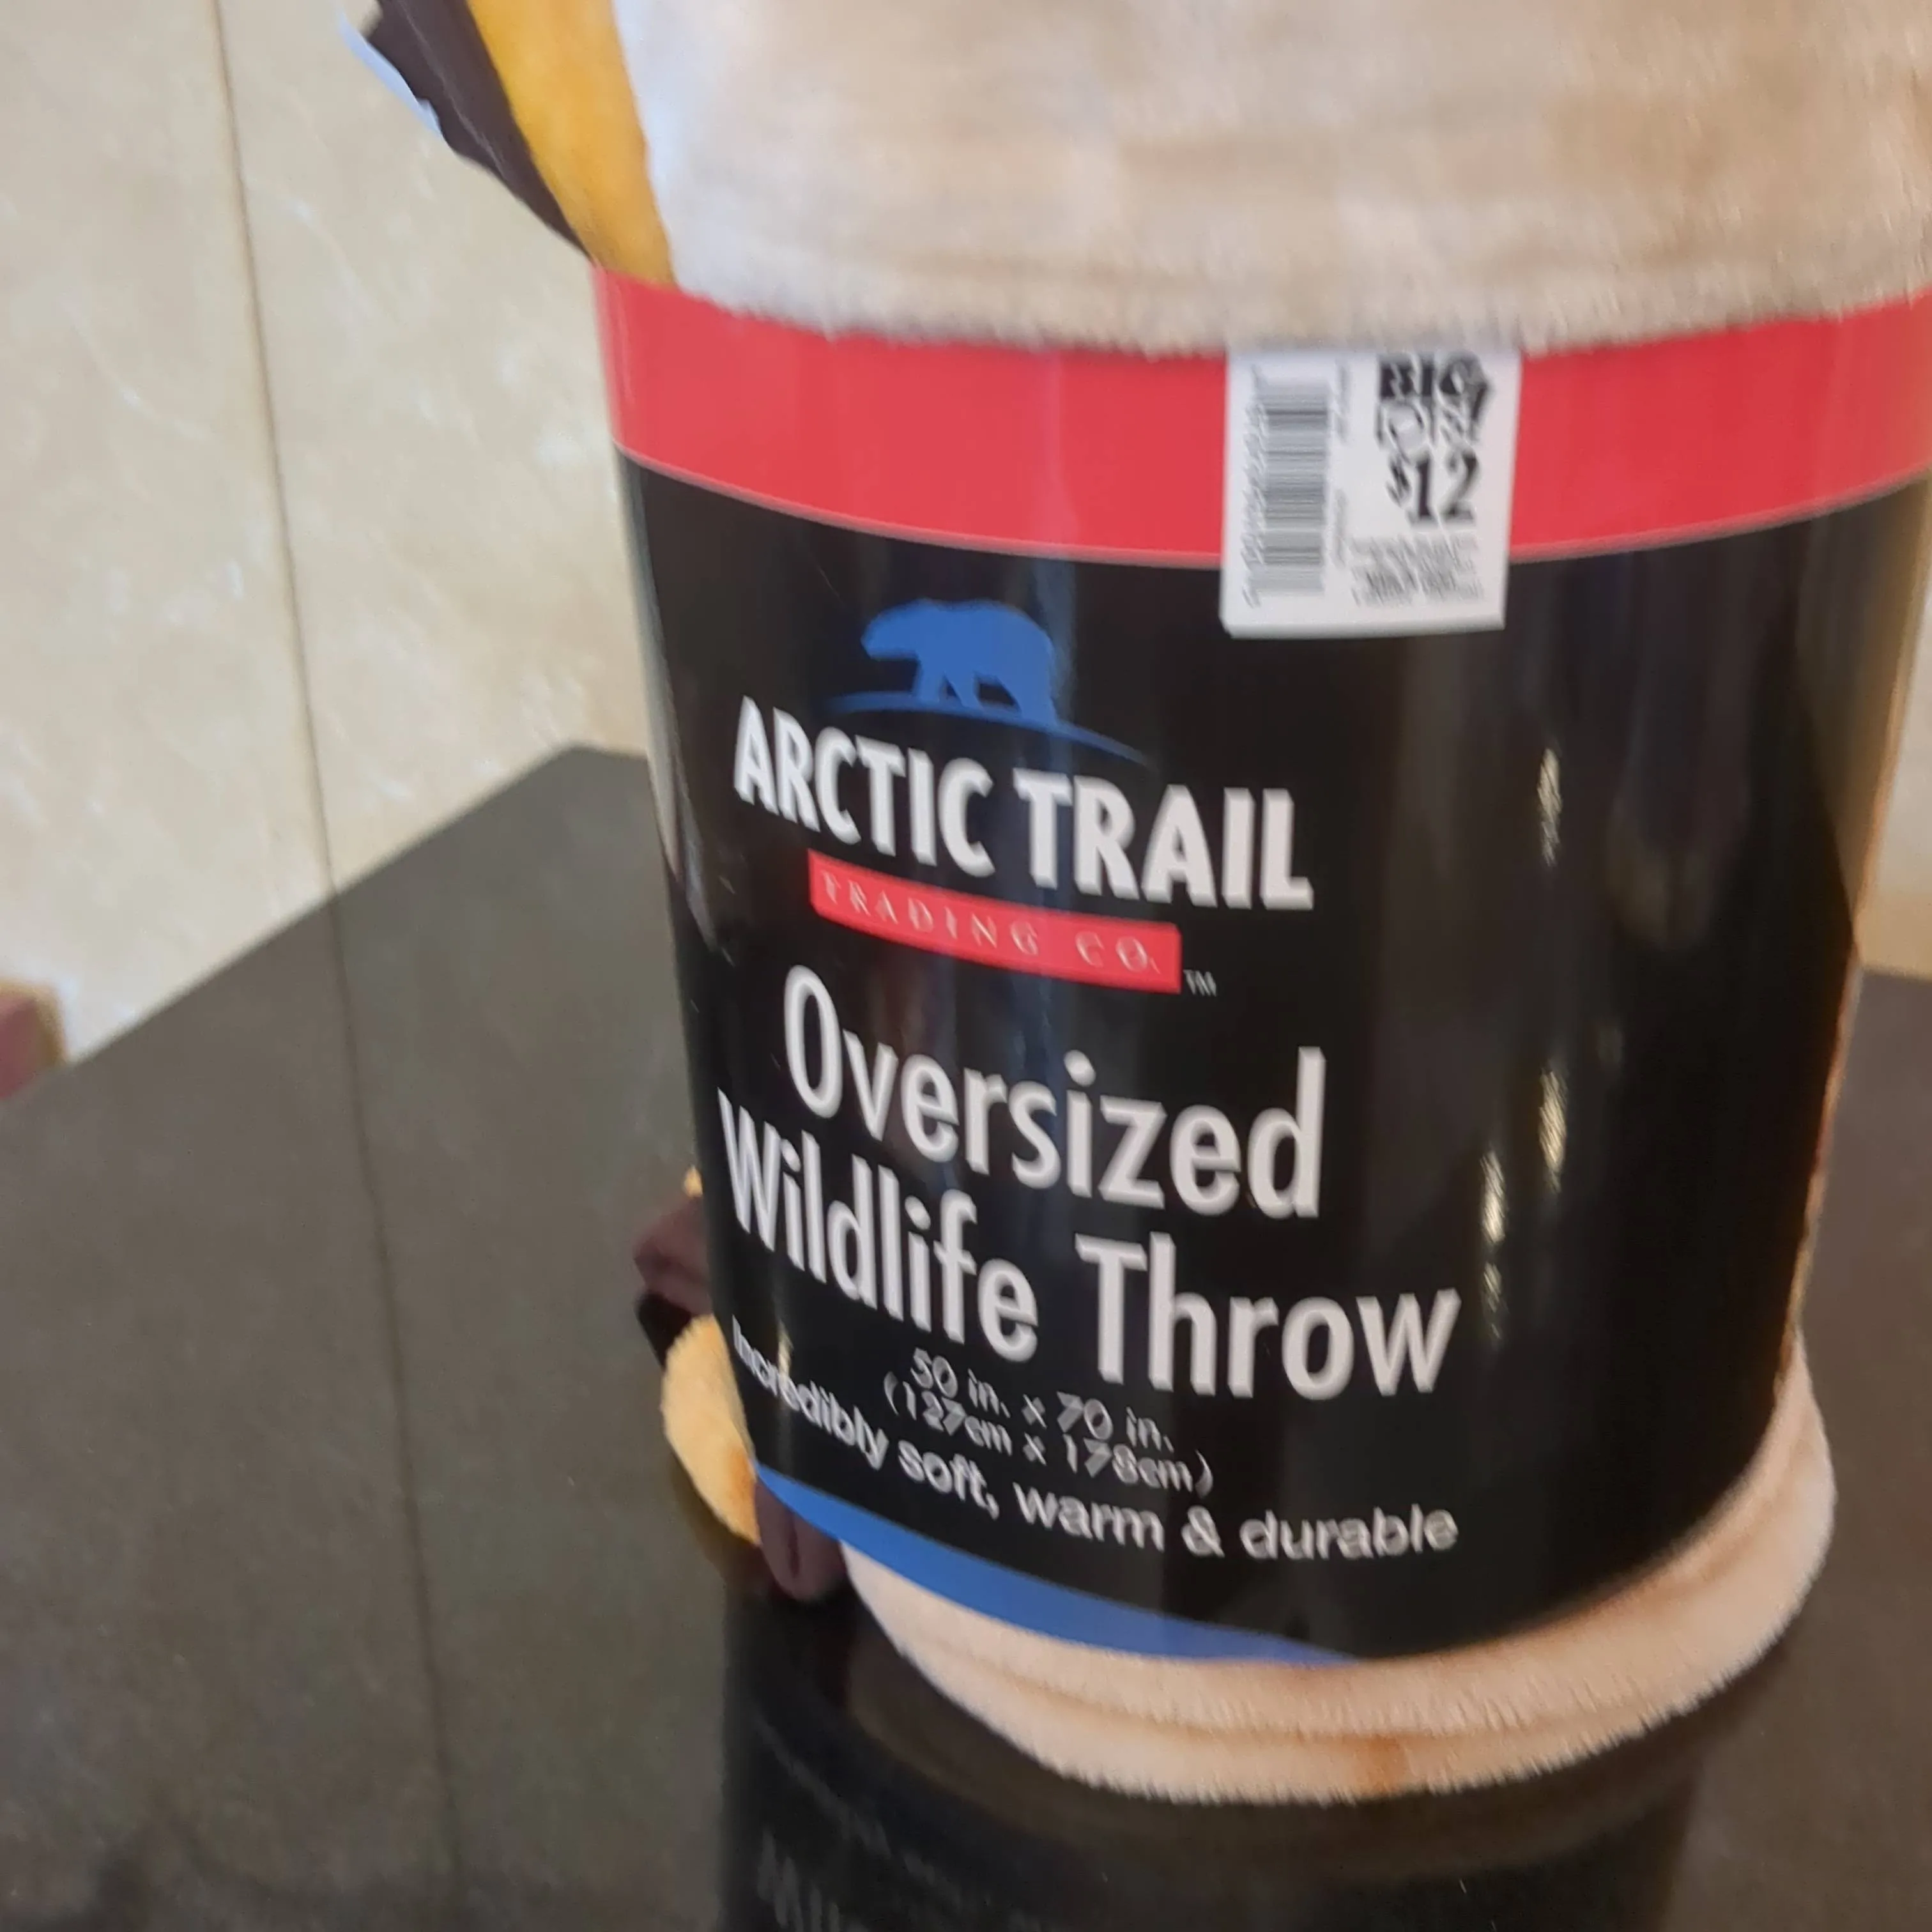 BIG
LOTS!
$12
ARCTIC TRAIL
TRADING CO.
TM
Oversized
Wildlife Throw
50 in. x 70 in.
(127cm x 178cm)
Incredibly soft, warm & durable